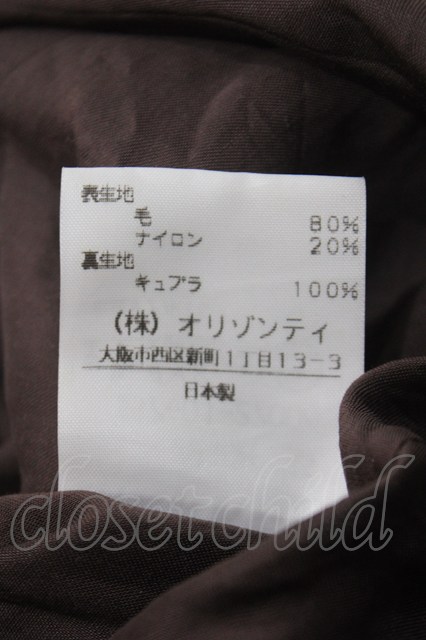 表生地
毛 80%
ナイロン 20%
裏生地
キュプラ 100%
(株) オリゾンティ
大阪市西区新町1丁目13-3
日本製
closet child